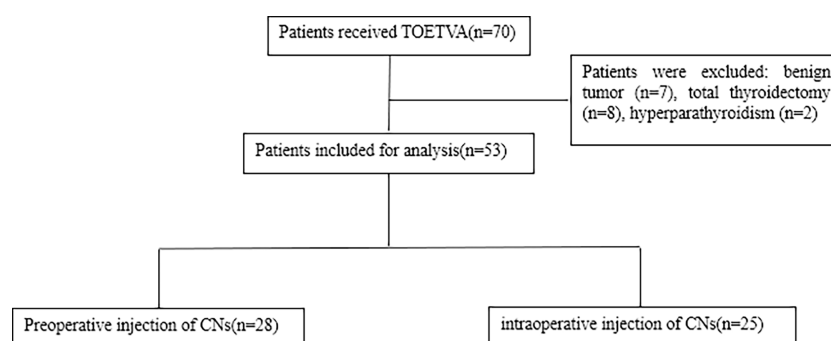 Patients received TOETVA(n=70)
Patients were excluded: benign
tumor (n=7), total thyroidectomy
(n=8), hyperparathyroidism (n=2)
Patients included for analysis(n=53)
Preoperative injection of CNs(n=28)
intraoperative injection of CNs(n=25)